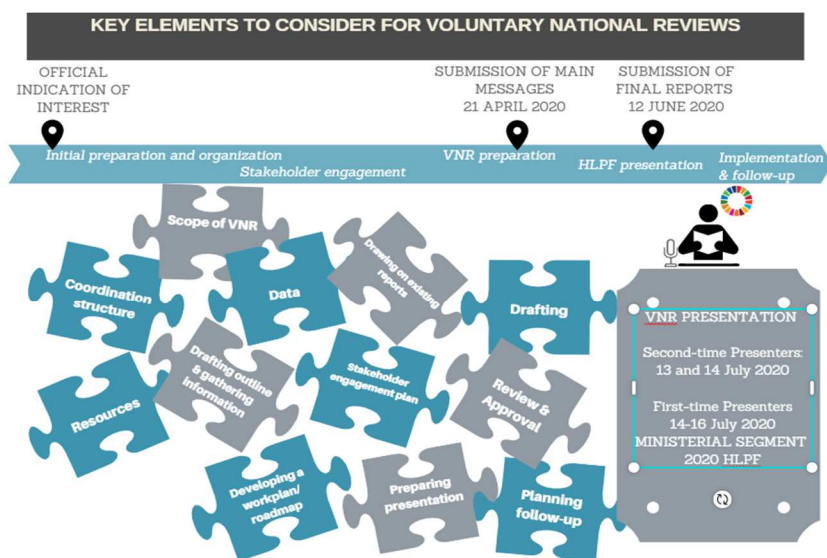 KEY ELEMENTS TO CONSIDER FOR VOLUNTARY NATIONAL REVIEWS
OFFICIAL
INDICATION OF
INTEREST
SUBMISSION OF MAIN
MESSAGES
21 APRIL 2020
SUBMISSION OF
FINAL REPORTS
12 JUNE 2020
Initial preparation and organization
Stakeholder engagement
VNR preparation
HLPF presentation
Implementation
& follow-up
Scope of VNR
Coordination
structure
Data
Drawing on existing
reports
Drafting
Resources
Drafting outline
& gathering
information
Stakeholder
engagement plan
Review &
Approval
Developing a
workplan/
roadmap
Preparing
presentation
Planning
follow-up
VNR PRESENTATION
Second-time Presenters:
13 and 14 July 2020
First-time Presenters
14-16 July 2020
MINISTERIAL SEGMENT
2020 HLPF